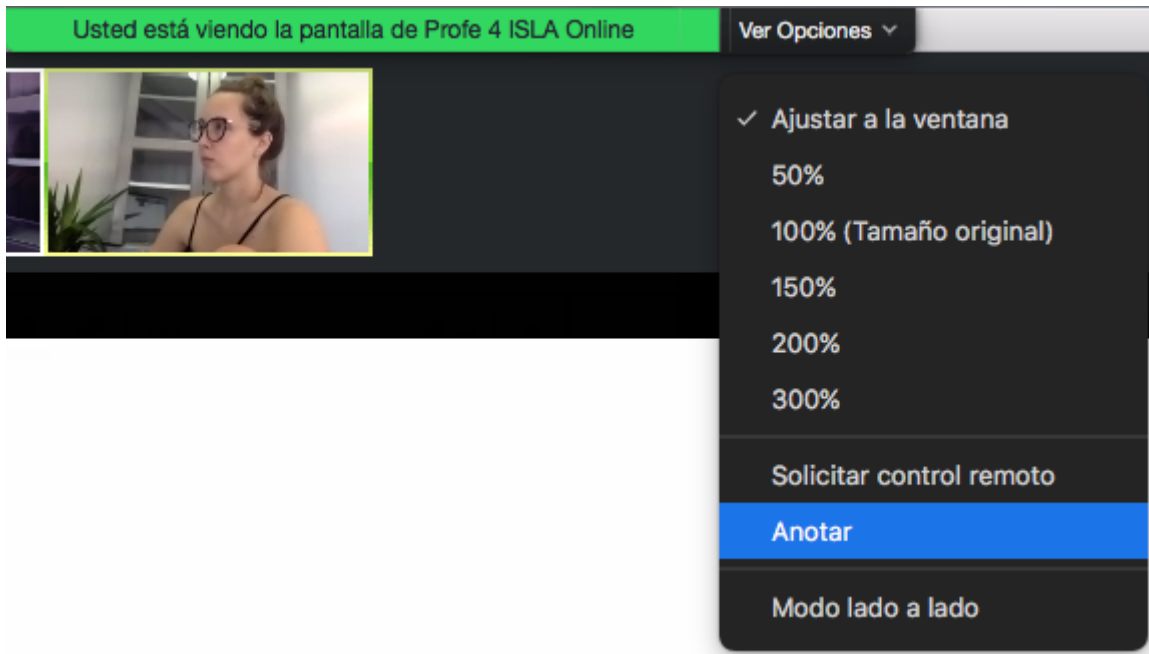 Usted está viendo la pantalla de Profe 4 ISLA Online
Ver Opciones
Ajustar a la ventana
50%
100% (Tamaño original)
150%
200%
300%
Solicitar control remoto
Anotar
Modo lado a lado